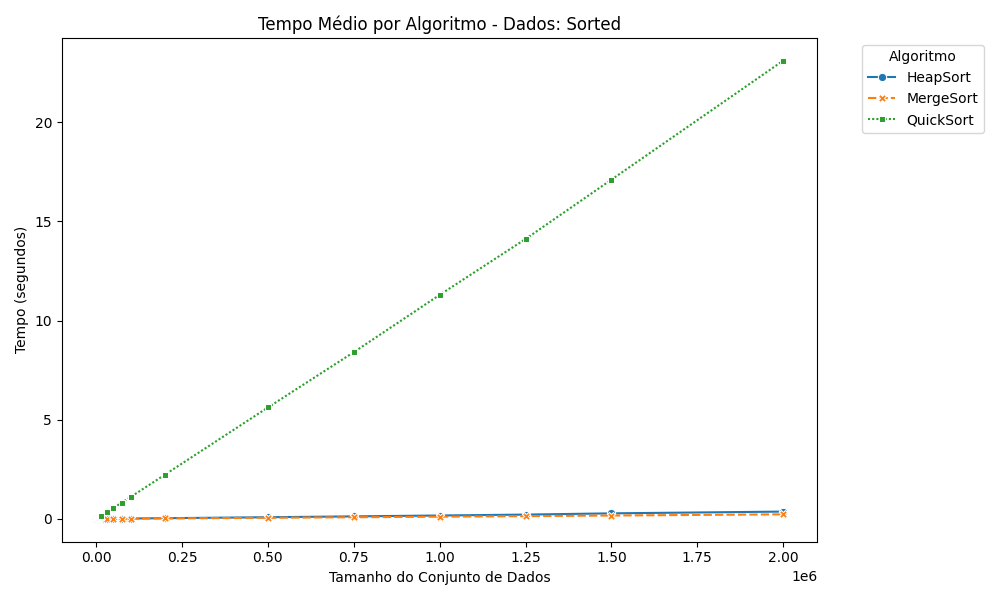 Tempo Médio por Algoritmo - Dados: Sorted
Algoritmo
HeapSort
MergeSort
QuickSort
Tempo (segundos)
20
15
10
5
0
0.00 0.25 0.50 0.75 1.00 1.25 1.50 1.75 2.00
1e6
Tamanho do Conjunto de Dados